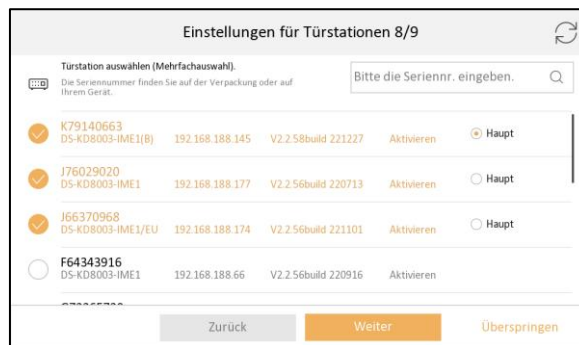 Einstellungen für Türstationen 8/9
Türstation auswählen (Mehrfachauswahl).
Die Seriennummer finden Sie auf der Verpackung oder auf
Ihrem Gerät.
Bitte die Seriennr. eingeben.
K79140663
DS-KD8003-IME1(B) 192.168.188.145 V2.2.58build 221227 Aktivieren Haupt
J76029020
DS-KD8003-IME1 192.168.188.177 V2.2.56build 220713 Aktivieren Haupt
J66370968
DS-KD8003-IME1/EU 192.168.188.174 V2.2.56build 221101 Aktivieren Haupt
F64343916
DS-KD8003-IME1 192.168.188.66 V2.2.56build 220916 Aktivieren
Zurück Weiter Überspringen